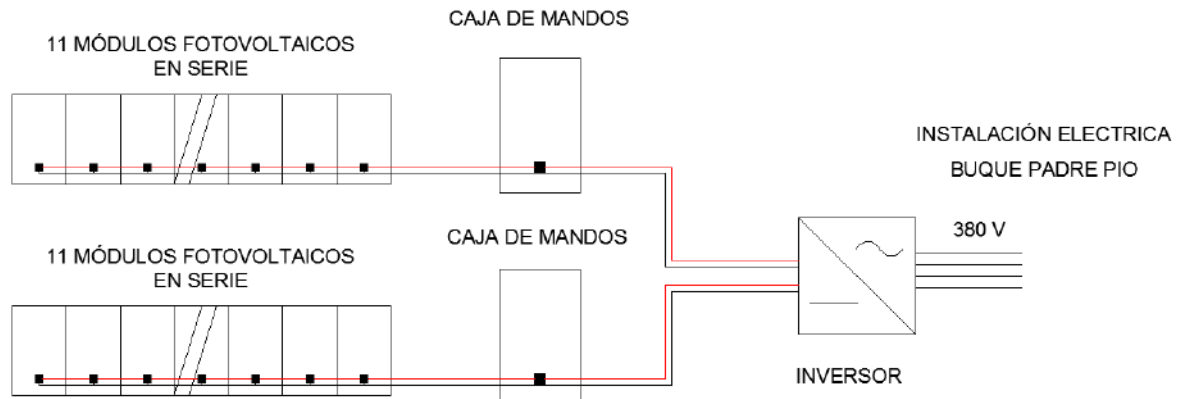 CAJA DE MANDOS
11 MÓDULOS FOTOVOLTAICOS
EN SERIE
INSTALACIÓN ELECTRICA
BUQUE PADRE PIO
380 V
CAJA DE MANDOS
11 MÓDULOS FOTOVOLTAICOS
EN SERIE
INVERSOR